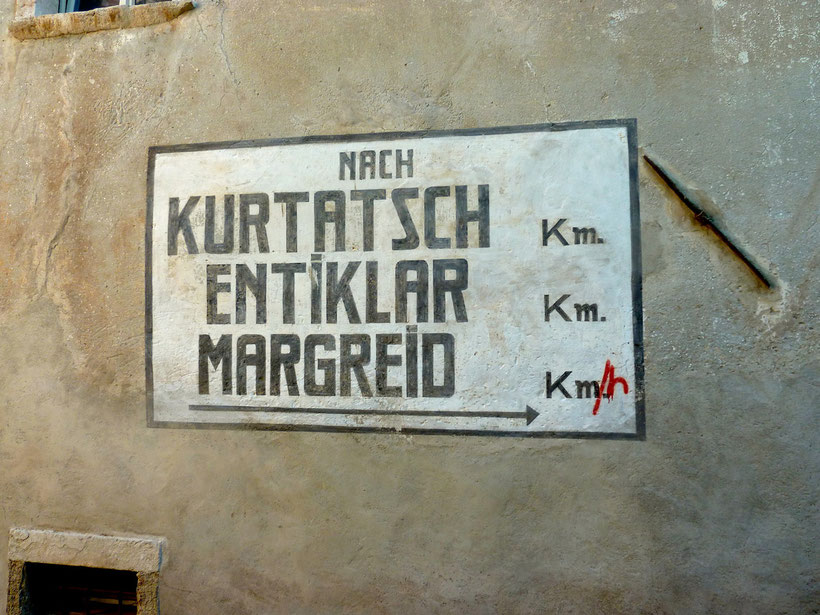 NACH
KURTATSCH Km.
ENTIKLAR Km.
MARGREID Km./h